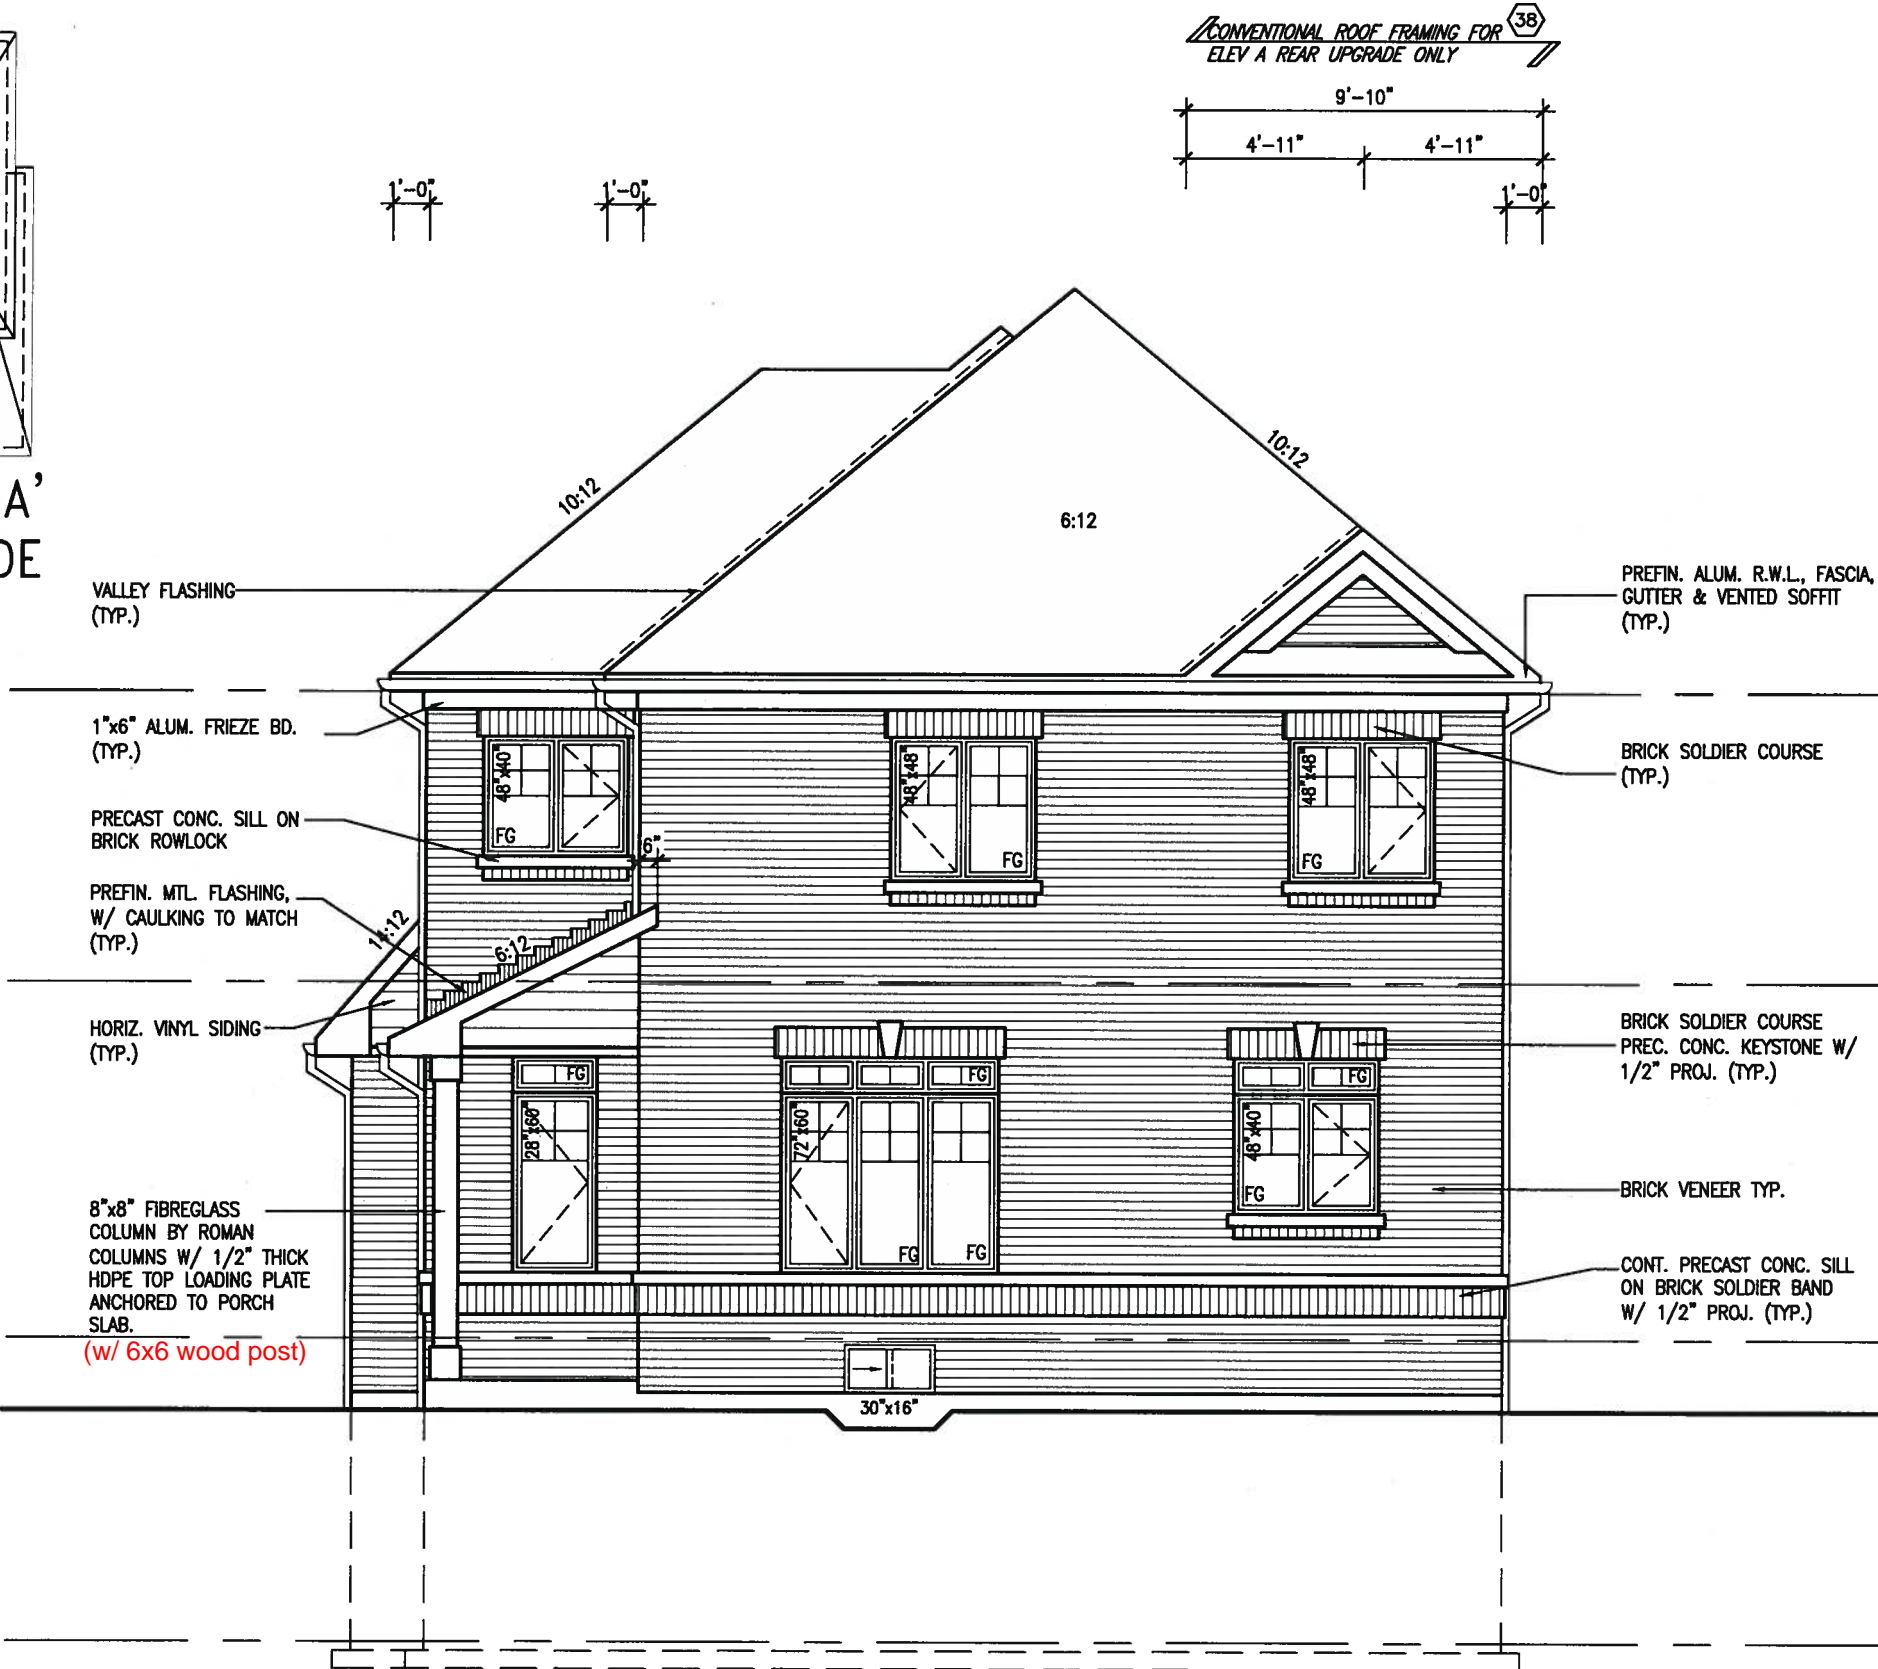 CONVENTIONAL ROOF FRAMING FOR 38
ELEV A REAR UPGRADE ONLY
9'-10"
4'-11" 4'-11"
1'-0" 1'-0" 1'-0"
A'
DE
10:12
10:12
6:12
VALLEY FLASHING
(TYP.)
PREFIN. ALUM. R.W.L., FASCIA,
GUTTER & VENTED SOFFIT
(TYP.)
1"x6" ALUM. FRIEZE BD.
(TYP.)
BRICK SOLDIER COURSE
(TYP.)
48"x40"
FG
48"x48"
FG
48"x48"
FG
PRECAST CONC. SILL ON
BRICK ROWLOCK
6"
PREFIN. MTL. FLASHING,
W/ CAULKING TO MATCH
(TYP.)
:12
6:12
HORIZ. VINYL SIDING
(TYP.)
BRICK SOLDIER COURSE
PREC. CONC. KEYSTONE W/
1/2" PROJ. (TYP.)
FG
28"x60"
FG
72"x60"
FG
FG
FG
48"x40"
FG
BRICK VENEER TYP.
8"x8" FIBREGLASS
COLUMN BY ROMAN
COLUMNS W/ 1/2" THICK
HDPE TOP LOADING PLATE
ANCHORED TO PORCH
SLAB.
(w/ 6x6 wood post)
CONT. PRECAST CONC. SILL
ON BRICK SOLDIER BAND
W/ 1/2" PROJ. (TYP.)
30"x16"